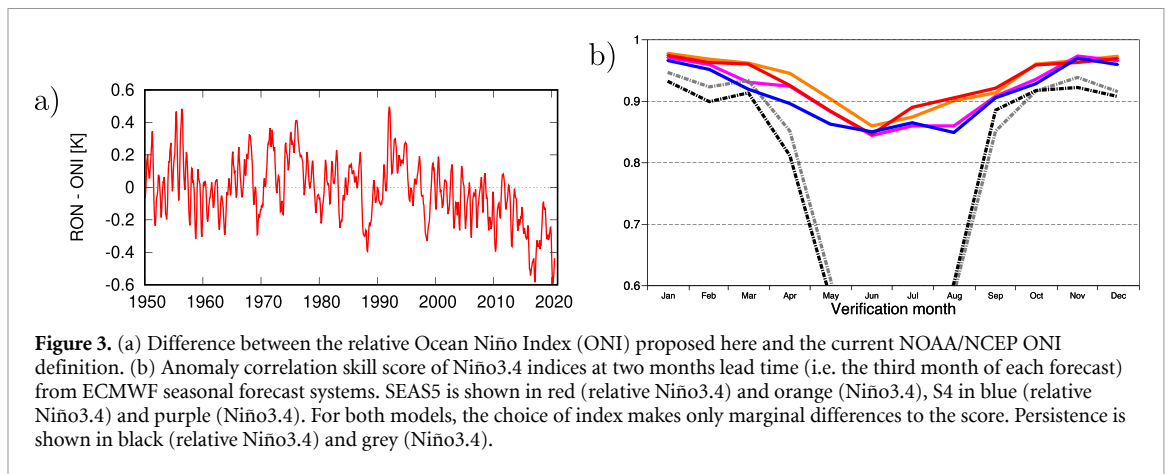 a)
RON - ONI [K]
0.6
0.4
0.2
0
-0.2
-0.4
-0.6
1950 1960 1970 1980 1990 2000 2010 2020
b)
1
0.9
0.8
0.7
0.6
Jan Feb Mar Apr May Jun Jul Aug Sep Oct Nov Dec
Verification month
Figure 3. (a) Difference between the relative Ocean Niño Index (ONI) proposed here and the current NOAA/NCEP ONI
definition. (b) Anomaly correlation skill score of Niño3.4 indices at two months lead time (i.e. the third month of each forecast)
from ECMWF seasonal forecast systems. SEAS5 is shown in red (relative Niño3.4) and orange (Niño3.4), S4 in blue (relative
Niño3.4) and purple (Niño3.4). For both models, the choice of index makes only marginal differences to the score. Persistence is
shown in black (relative Niño3.4) and grey (Niño3.4).